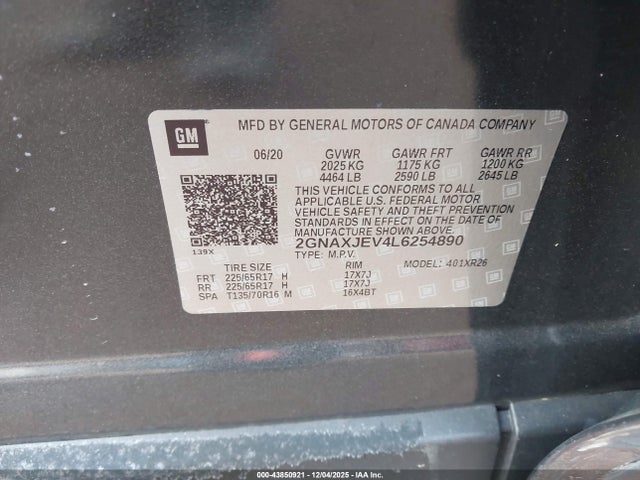 GM
MFD BY GENERAL MOTORS OF CANADA COMPANY
06/20 GVWR GAWR FRT GAWR RR
2025 KG 1175 KG 1200 KG
4464 LB 2590 LB 2645 LB
THIS VEHICLE CONFORMS TO ALL
APPLICABLE U.S. FEDERAL MOTOR
VEHICLE SAFETY AND THEFT PREVENTION
STANDARDS IN EFFECT ON THE DATE OF
MANUFACTURE SHOWN ABOVE.
2GNAXJEV4L6254890
139X
TYPE: M.P.V. MODEL: 401XR26
TIRE SIZE RIM
FRT 225/65R17 H 17X7J
RR 225/65R17 H 17X7J
SPA T135/70R16 M 16X4BT
000-43850921 - 12/04/2025 - IAA Inc.